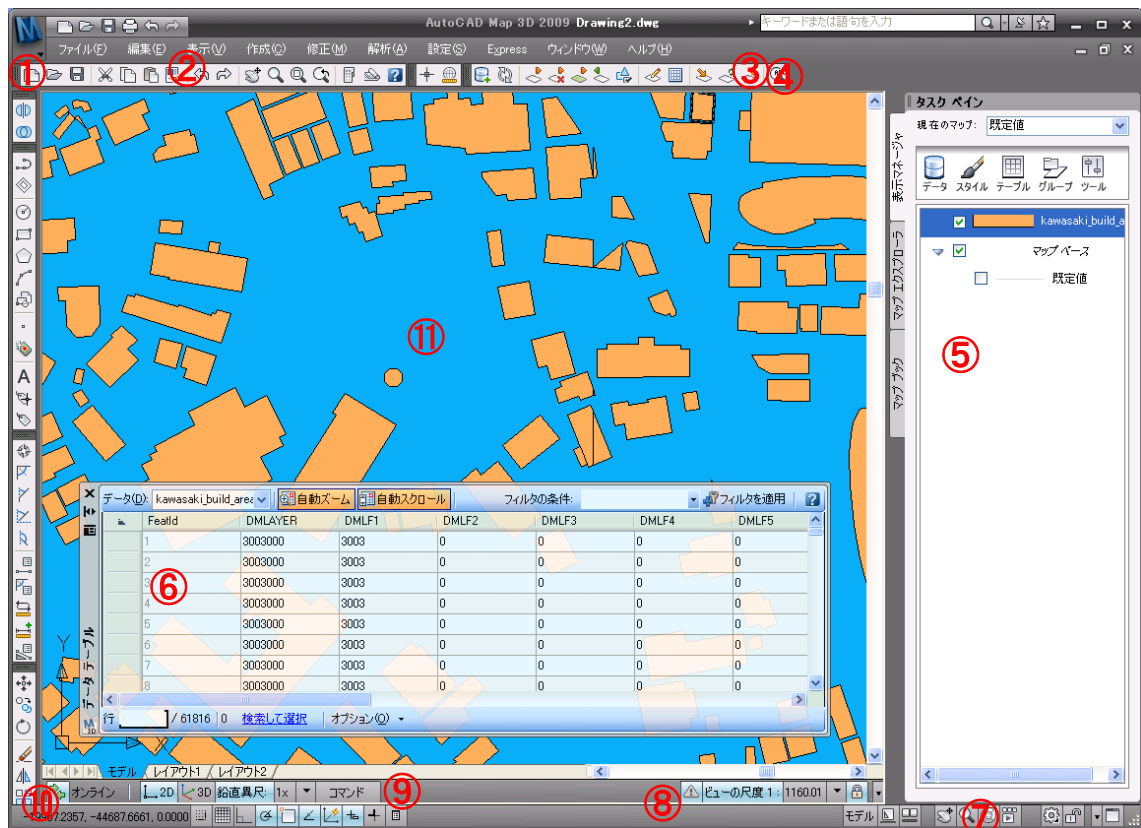 AutoCAD Map 3D 2009 Drawing2.dwg
キーワードまたは語句を入力
ファイル(F) 編集(E) 表示(V) 作成(C) 修正(M) 解析(A) 設定(S) Express ウィンドウ(W) ヘルプ(H)
① ② ③ ④
タスク ペイン
現在のマップ: 既定値
データ スタイル テーブル グループ ツール
表示マネージャ
マップ エクスプローラ
マップ ブック
kawasaki_build_a
マップ ベース
既定値
⑤
⑪
データ(D): kawasaki_build_area 自動ズーム 自動スクロール フィルタの条件: フィルタを適用
FeatId DMLAYER DMLF1 DMLF2 DMLF3 DMLF4 DMLF5
1 3003000 3003 0 0 0 0
2 3003000 3003 0 0 0 0
3 3003000 3003 0 0 0 0
4 3003000 3003 0 0 0 0
5 3003000 3003 0 0 0 0
6 3003000 3003 0 0 0 0
7 3003000 3003 0 0 0 0
8 3003000 3003 0 0 0 0
⑥
データ テーブル
行 / 61816 0 検索して選択 オプション(O)
モデル レイアウト1 レイアウト2
オンライン 2D 3D 鉛直異尺: 1x コマンド ⑨ ⑧ ビューの尺度 1 : 1160.01
⑩ -44687.6661, 0.0000 モデル ⑦